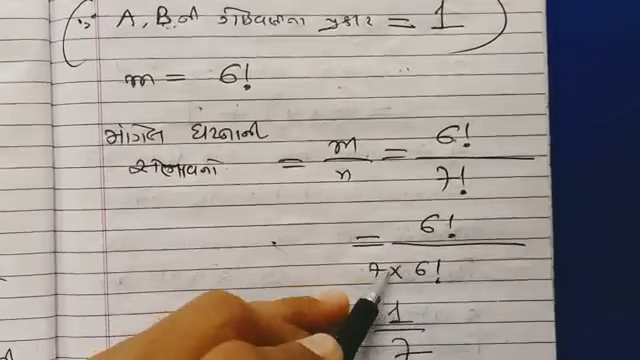 (∵ A, B ની ગોઠવણીના પ્રકાર = 1)
m = 6!
માંગેલ ઘટનાની
સંભાવના = m/n = 6!/7!
= 6!/7 × 6!
1/7